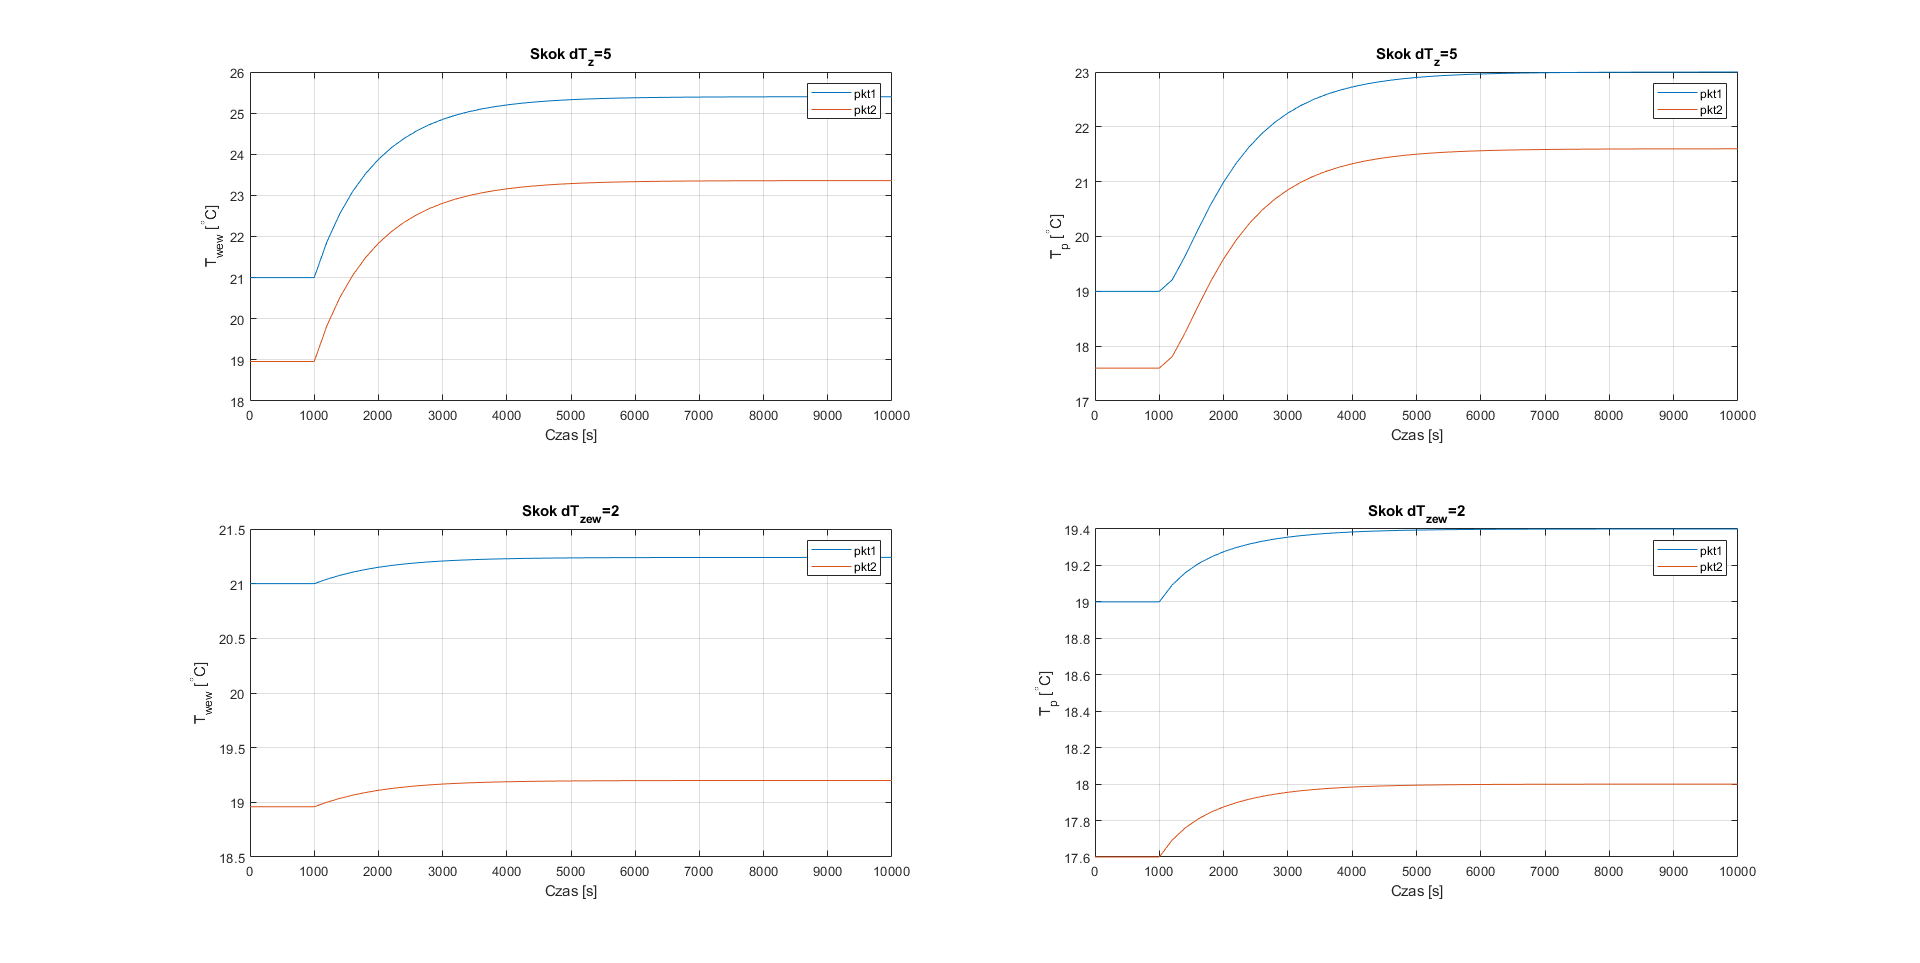 Skok dTz=5
26
25
24
23
22
21
20
19
18
Twew [°C]
pkt1
pkt2
0 1000 2000 3000 4000 5000 6000 7000 8000 9000 10000
Czas [s]
Skok dTz=5
23
22
21
20
19
18
17
Tp [°C]
pkt1
pkt2
0 1000 2000 3000 4000 5000 6000 7000 8000 9000 10000
Czas [s]
Skok dTzew=2
21.5
21
20.5
20
19.5
19
18.5
Twew [°C]
pkt1
pkt2
0 1000 2000 3000 4000 5000 6000 7000 8000 9000 10000
Czas [s]
Skok dTzew=2
19.4
19.2
19
18.8
18.6
18.4
18.2
18
17.8
17.6
Tp [°C]
pkt1
pkt2
0 1000 2000 3000 4000 5000 6000 7000 8000 9000 10000
Czas [s]